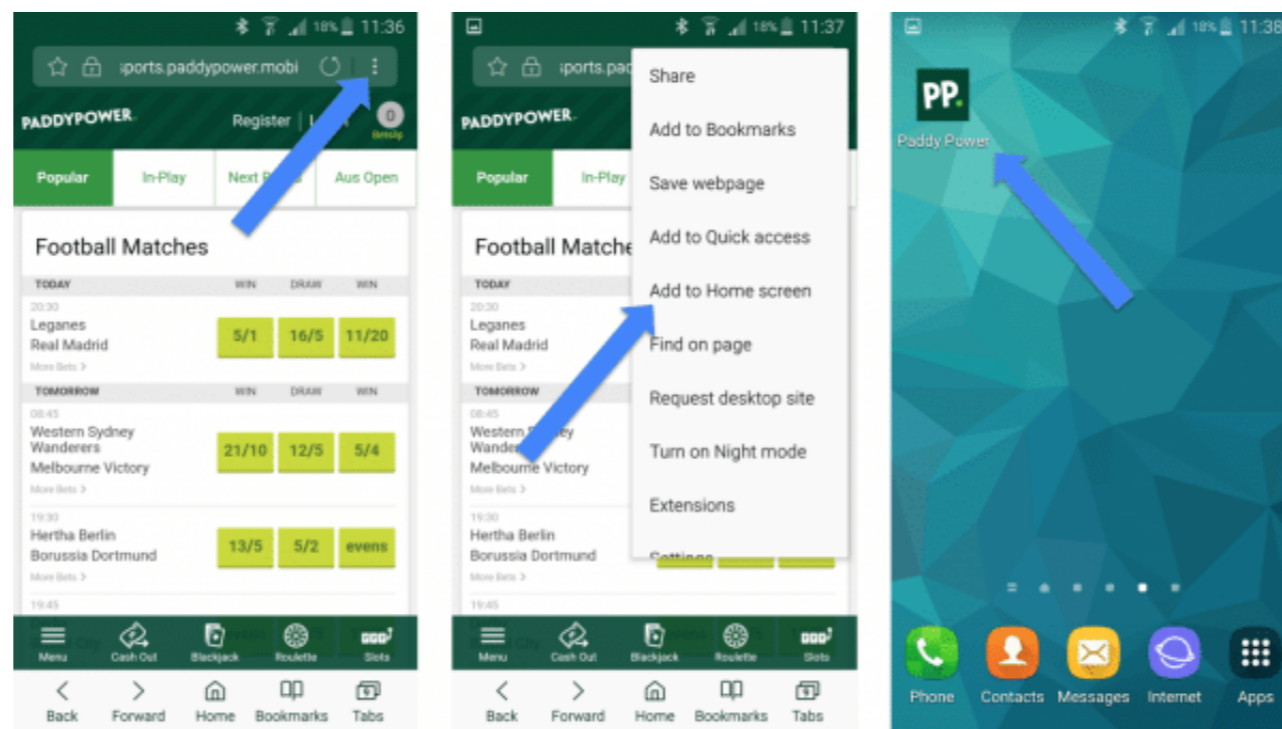 18% 11:36
sports.paddypower.mobi
PADDYPOWER.
Register
0
Betslip
Popular In-Play Next Aus Open
Football Matches
TODAY WIN DRAW WIN
20:30
Leganes
Real Madrid
5/1 16/5 11/20
More Bets >
TOMORROW WIN DRAW WIN
08:45
Western Sydney
Wanderers
Melbourne Victory
21/10 12/5 5/4
More Bets >
19:30
Hertha Berlin
Borussia Dortmund
13/5 5/2 evens
More Bets >
19:45
Menu Cash Out Blackjack Roulette Slots
Back Forward Home Bookmarks Tabs
18% 11:37
sports.pad
PADDYPOWER.
Popular In-Play
Football Matche
TODAY
20:30
Leganes
Real Madrid
More Bets >
TOMORROW
08:45
Western
Melbourne Victory
More Bets >
19:30
Hertha Berlin
Borussia Dortmund
More Bets >
19:45
Share
Add to Bookmarks
Save webpage
Add to Quick access
Add to Home screen
Find on page
Request desktop site
Turn on Night mode
Extensions
Settings
Menu Cash Out Blackjack Roulette Slots
Back Forward Home Bookmarks Tabs
18% 11:38
PP.
Paddy Power
Phone Contacts Messages Internet Apps